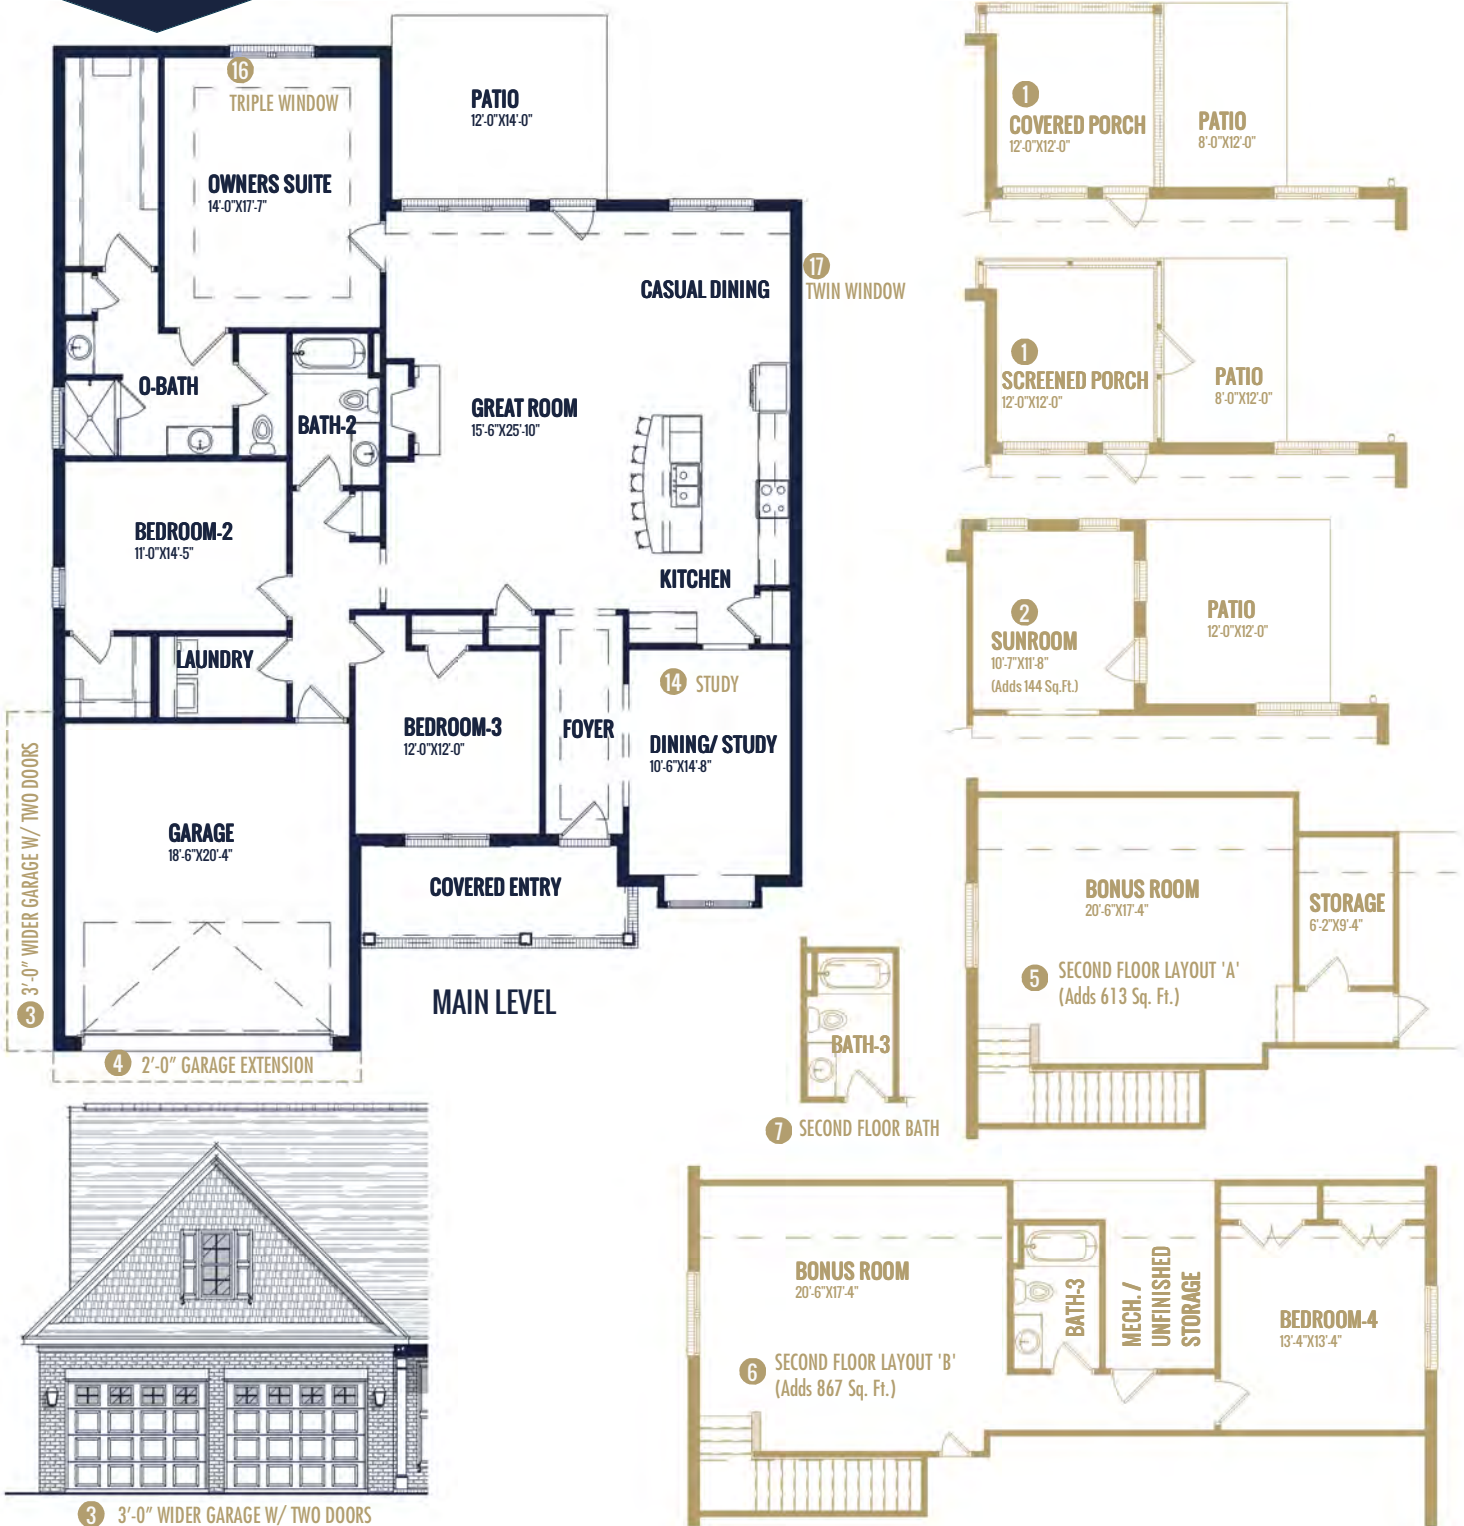 16
TRIPLE WINDOW
PATIO
12'-0"X14'-0"
OWNERS SUITE
14'-0"X17'-7"
CASUAL DINING
17
TWIN WINDOW
O-BATH
BATH-2
GREAT ROOM
15'-6"X25'-10"
BEDROOM-2
11'-0"X14'-5"
KITCHEN
LAUNDRY
14 STUDY
BEDROOM-3
12'-0"X12'-0"
FOYER
DINING/ STUDY
10'-6"X14'-8"
GARAGE
18'-6"X20'-4"
COVERED ENTRY
3 3'-0" WIDER GARAGE W/ TWO DOORS
MAIN LEVEL
4 2'-0" GARAGE EXTENSION
3 3'-0" WIDER GARAGE W/ TWO DOORS
1
COVERED PORCH
12'-0"X12'-0"
PATIO
8'-0"X12'-0"
1
SCREENED PORCH
12'-0"X12'-0"
PATIO
8'-0"X12'-0"
2
SUNROOM
10'-7"X11'-8"
(Adds 144 Sq.Ft.)
PATIO
12'-0"X12'-0"
BONUS ROOM
20'-6"X17'-4"
STORAGE
6'-2"X9'-4"
5 SECOND FLOOR LAYOUT 'A'
(Adds 613 Sq. Ft.)
BATH-3
7 SECOND FLOOR BATH
BONUS ROOM
20'-6"X17'-4"
BATH-3
MECH. /
UNFINISHED
STORAGE
BEDROOM-4
13'-4"X13'-4"
6 SECOND FLOOR LAYOUT 'B'
(Adds 867 Sq. Ft.)